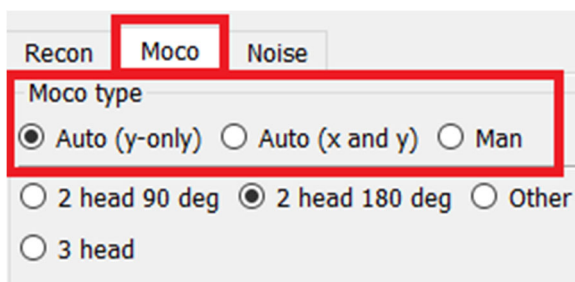 Recon Moco Noise
Moco type
Auto (y-only) Auto (x and y) Man
2 head 90 deg 2 head 180 deg Other
3 head